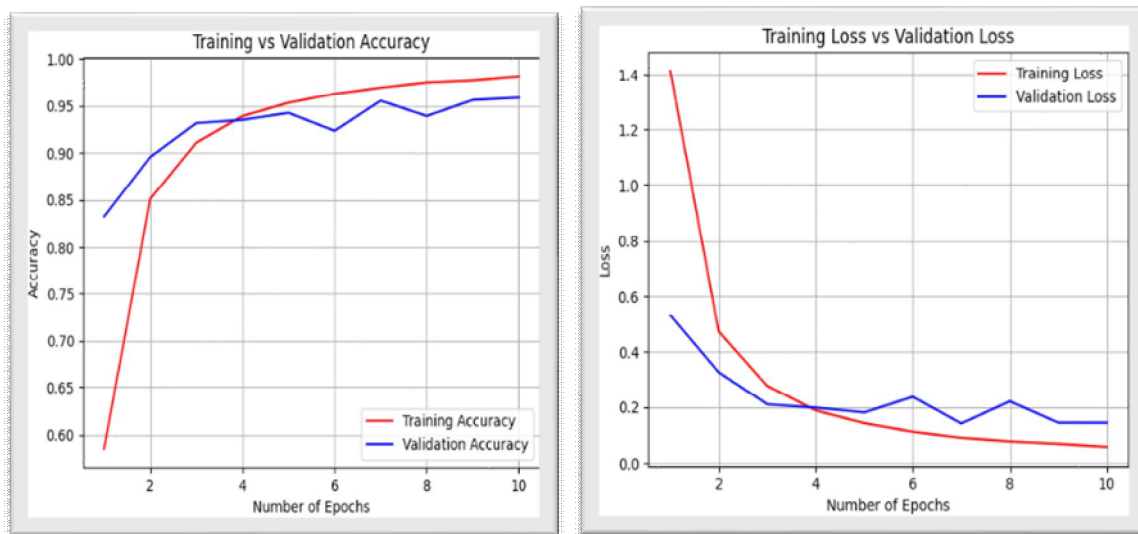 Training vs Validation Accuracy
1.00
0.95
0.90
0.85
0.80
0.75
0.70
0.65
0.60
Accuracy
Training Accuracy
Validation Accuracy
2 4 6 8 10
Number of Epochs
Training Loss vs Validation Loss
1.4
1.2
1.0
0.8
0.6
0.4
0.2
0.0
Loss
Training Loss
Validation Loss
2 4 6 8 10
Number of Epochs